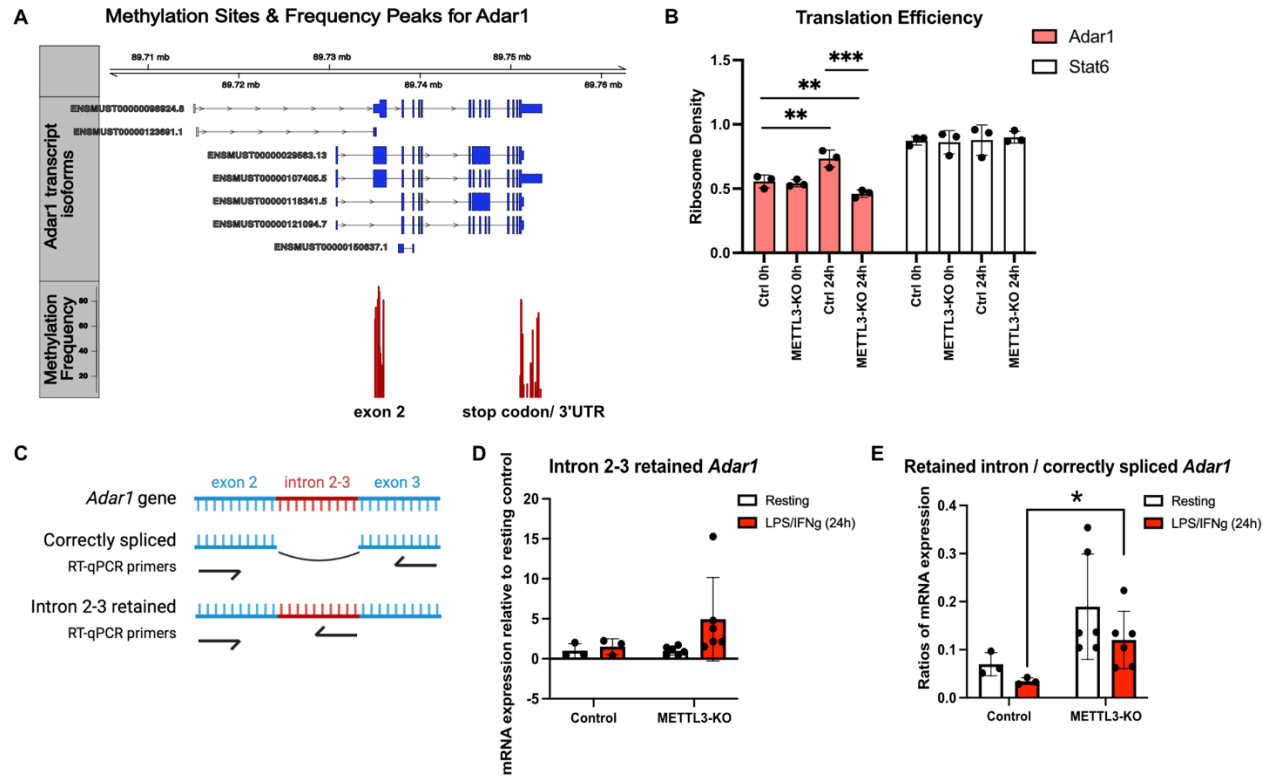 A
Methylation Sites & Frequency Peaks for Adar1
89.71 mb
89.73 mb
89.75 mb
89.72 mb
89.74 mb
89.76 mb
Adar1 transcript
isoforms
ENSMUST00000098924.8
ENSMUST00000123691.1
ENSMUST00000029563.13
ENSMUST00000107405.5
ENSMUST00000118341.5
ENSMUST00000121094.7
ENSMUST00000150637.1
Methylation
Frequency
80
60
40
20
exon 2
stop codon/ 3'UTR
B
Translation Efficiency
Adar1
Stat6
Ribosome Density
1.5
1.0
0.5
0.0
***
**
**
Ctrl 0h
METTL3-KO 0h
Ctrl 24h
METTL3-KO 24h
Ctrl 0h
METTL3-KO 0h
Ctrl 24h
METTL3-KO 24h
C
exon 2
intron 2-3
exon 3
Adar1 gene
Correctly spliced
RT-qPCR primers
Intron 2-3 retained
RT-qPCR primers
D
Intron 2-3 retained Adar1
mRNA expression relative to resting control
20
15
10
5
0
-5
Resting
LPS/IFNg (24h)
Control
METTL3-KO
E
Retained intron / correctly spliced Adar1
Ratios of mRNA expression
0.4
0.3
0.2
0.1
0.0
*
Resting
LPS/IFNg (24h)
Control
METTL3-KO